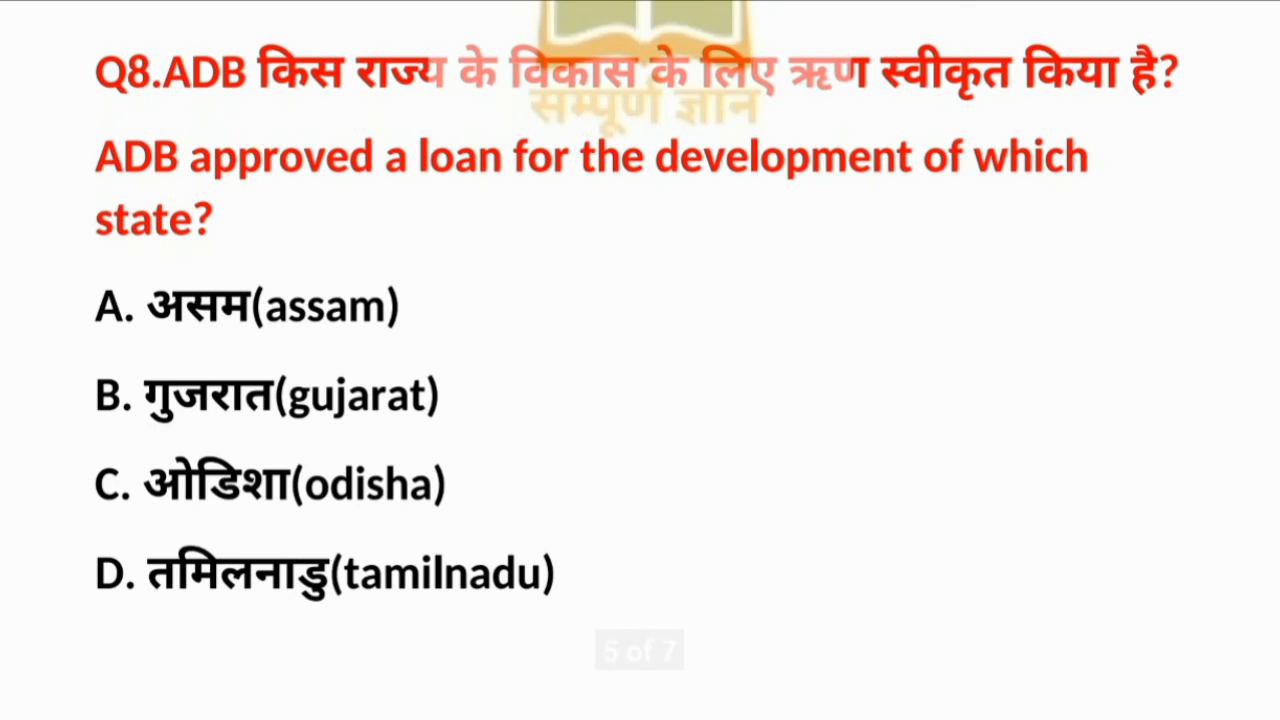 Q8.ADB किस राज्य के विकास के लिए ऋण स्वीकृत किया है?
सम्पूर्ण ज्ञान
ADB approved a loan for the development of which
state?
A. असम(assam)
B. गुजरात(gujarat)
C. ओडिशा(odisha)
D. तमिलनाडु(tamilnadu)
5 of 7